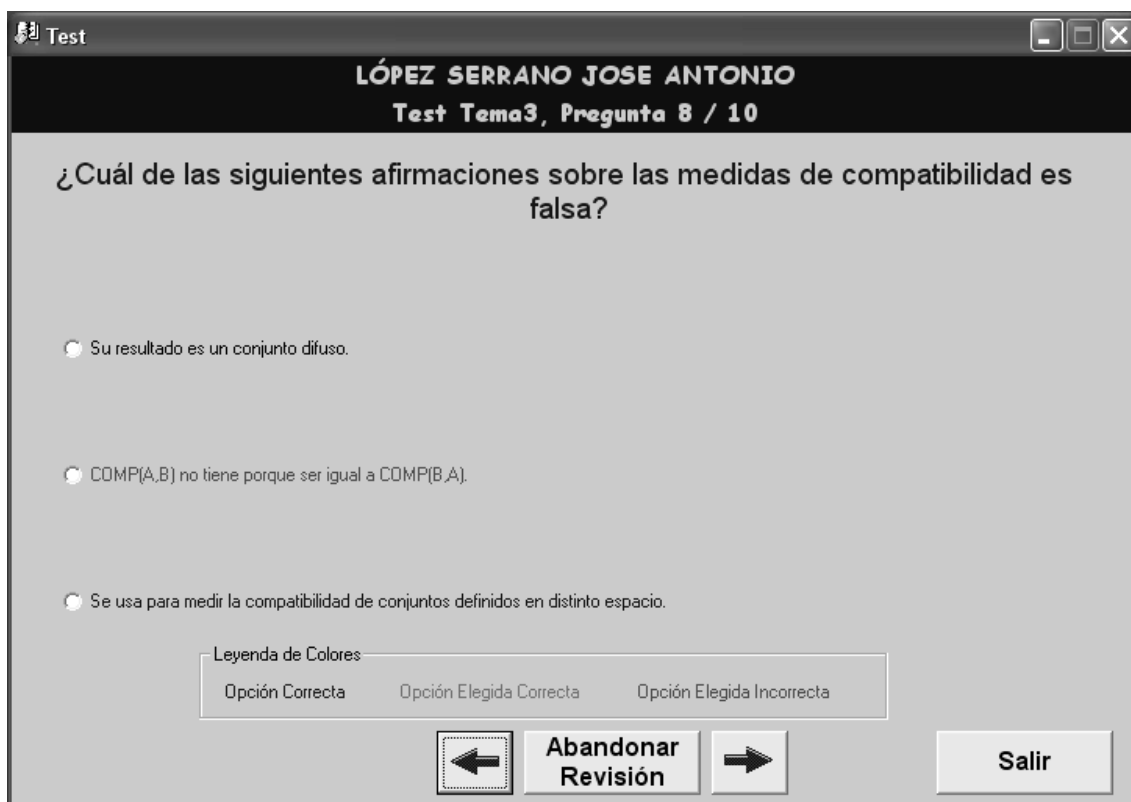 Test
LÓPEZ SERRANO JOSE ANTONIO
Test Tema3, Pregunta 8 / 10
¿Cuál de las siguientes afirmaciones sobre las medidas de compatibilidad es
falsa?
Su resultado es un conjunto difuso.
COMP(A,B) no tiene porque ser igual a COMP(B,A).
Se usa para medir la compatibilidad de conjuntos definidos en distinto espacio.
Leyenda de Colores
Opción Correcta Opción Elegida Correcta Opción Elegida Incorrecta
Abandonar
Revisión
Salir